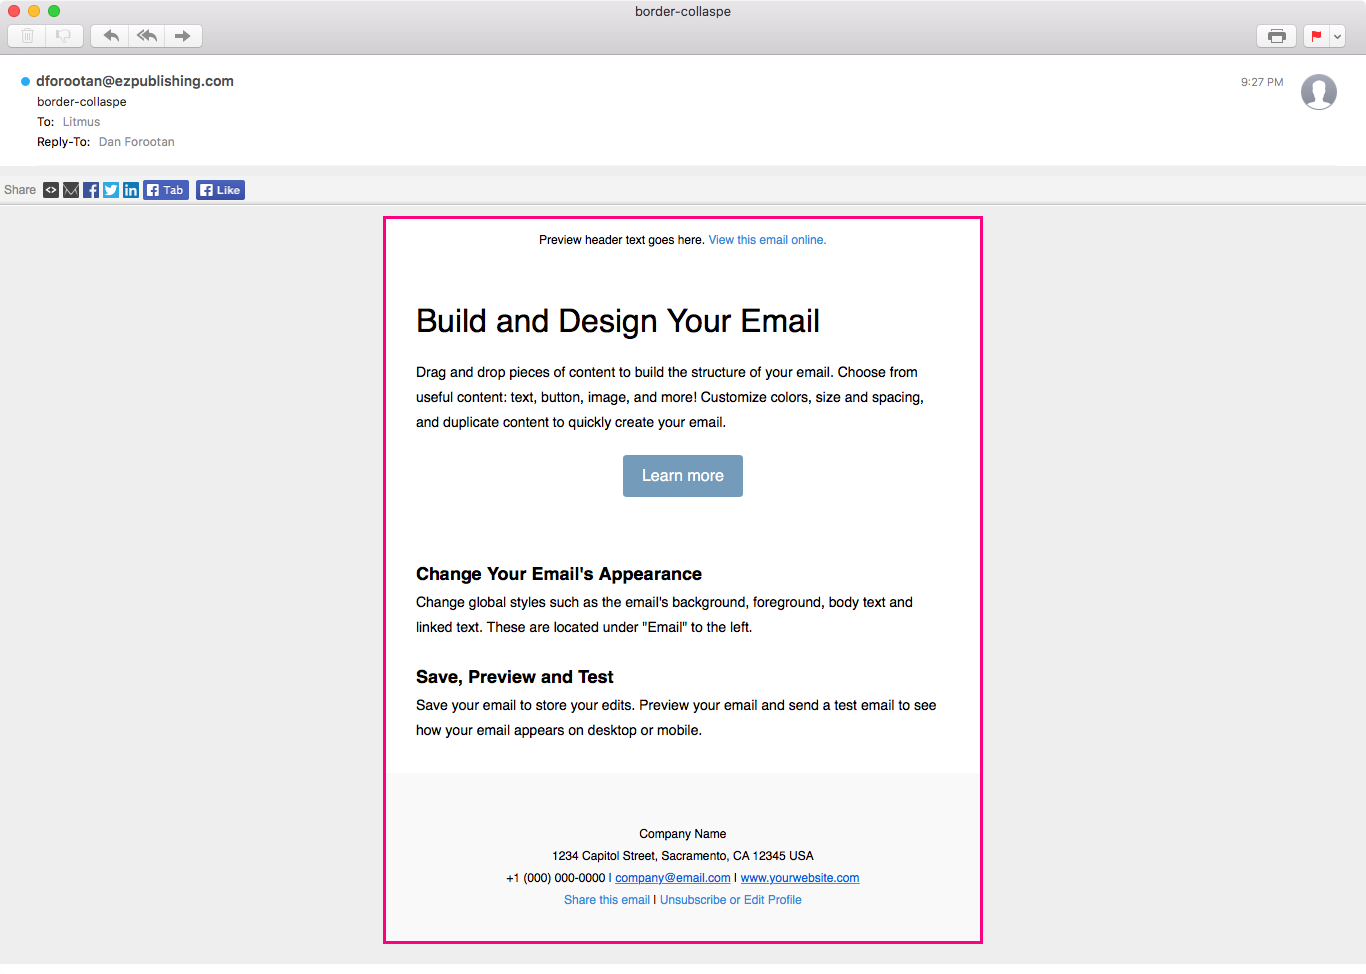 border-collaspe
dforootan@ezpublishing.com
9:27 PM
border-collaspe
To: Litmus
Reply-To: Dan Forootan
Share Tab Like
Preview header text goes here. View this email online.
Build and Design Your Email
Drag and drop pieces of content to build the structure of your email. Choose from
useful content: text, button, image, and more! Customize colors, size and spacing,
and duplicate content to quickly create your email.
Learn more
Change Your Email's Appearance
Change global styles such as the email's background, foreground, body text and
linked text. These are located under "Email" to the left.
Save, Preview and Test
Save your email to store your edits. Preview your email and send a test email to see
how your email appears on desktop or mobile.
Company Name
1234 Capitol Street, Sacramento, CA 12345 USA
+1 (000) 000-0000 | company@email.com | www.yourwebsite.com
Share this email | Unsubscribe or Edit Profile